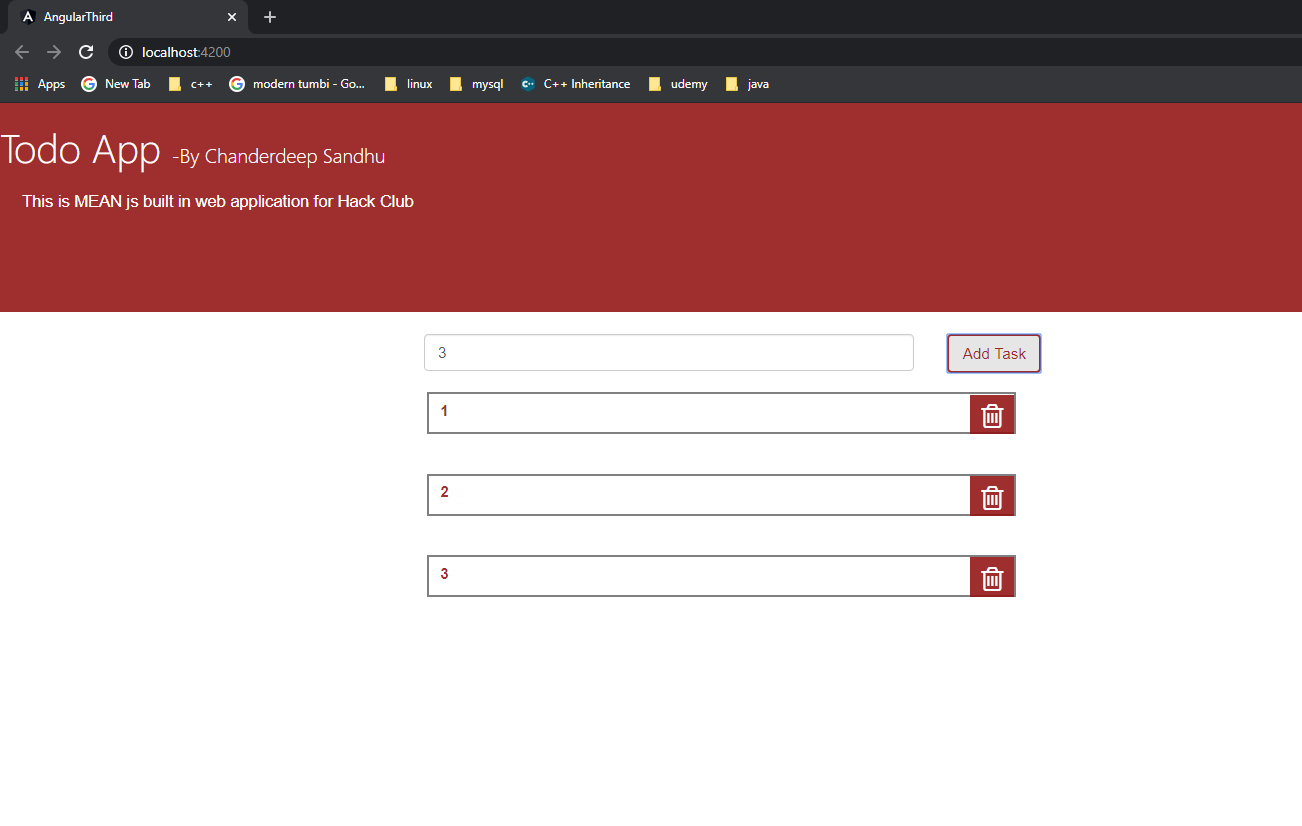 AngularThird
localhost:4200
Apps New Tab c++ modern tumbi - Go... linux mysql C++ Inheritance udemy java
Todo App -By Chanderdeep Sandhu
This is MEAN js built in web application for Hack Club
3 Add Task
1
2
3